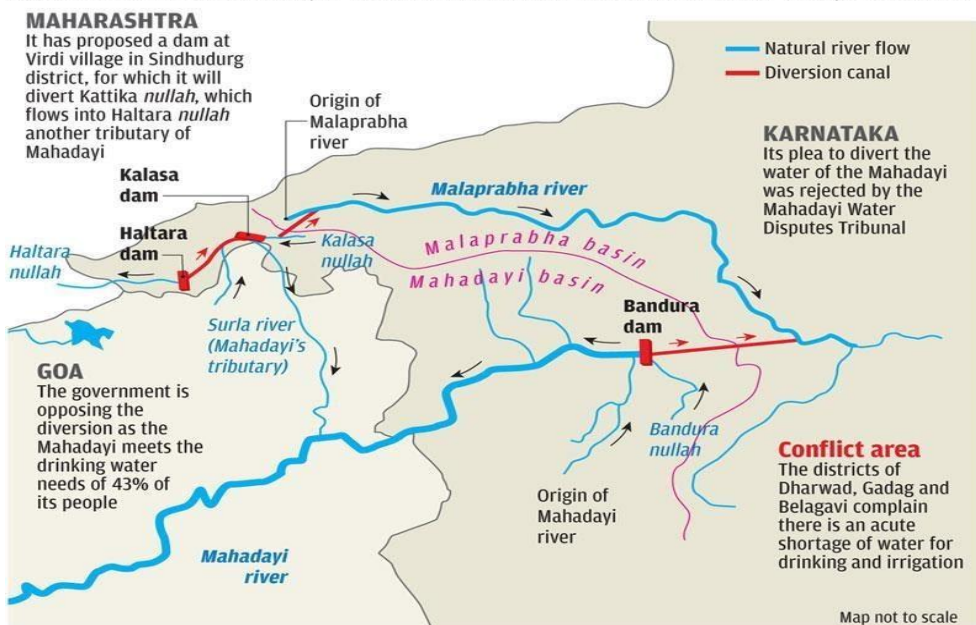 MAHARASHTRA
It has proposed a dam at
Virdi village in Sindhudurg
district, for which it will
divert Kattika nullah, which
flows into Haltara nullah
another tributary of
Mahadayi
Origin of
Malaprabha
river
Natural river flow
Diversion canal
KARNATAKA
Its plea to divert the
water of the Mahadayi
was rejected by the
Mahadayi Water
Disputes Tribunal
Kalasa
dam
Malaprabha river
Haltara
dam
Haltara
nullah
Kalasa
nullah
Malaprabha basin
Mahadayi basin
Surla river
(Mahadayi's
tributary)
Bandura
dam
GOA
The government is
opposing the
diversion as the
Mahadayi meets the
drinking water
needs of 43% of
its people
Bandura
nullah
Origin of
Mahadayi
river
Conflict area
The districts of
Dharwad, Gadag and
Belagavi complain
there is an acute
shortage of water for
drinking and irrigation
Mahadayi
river
Map not to scale